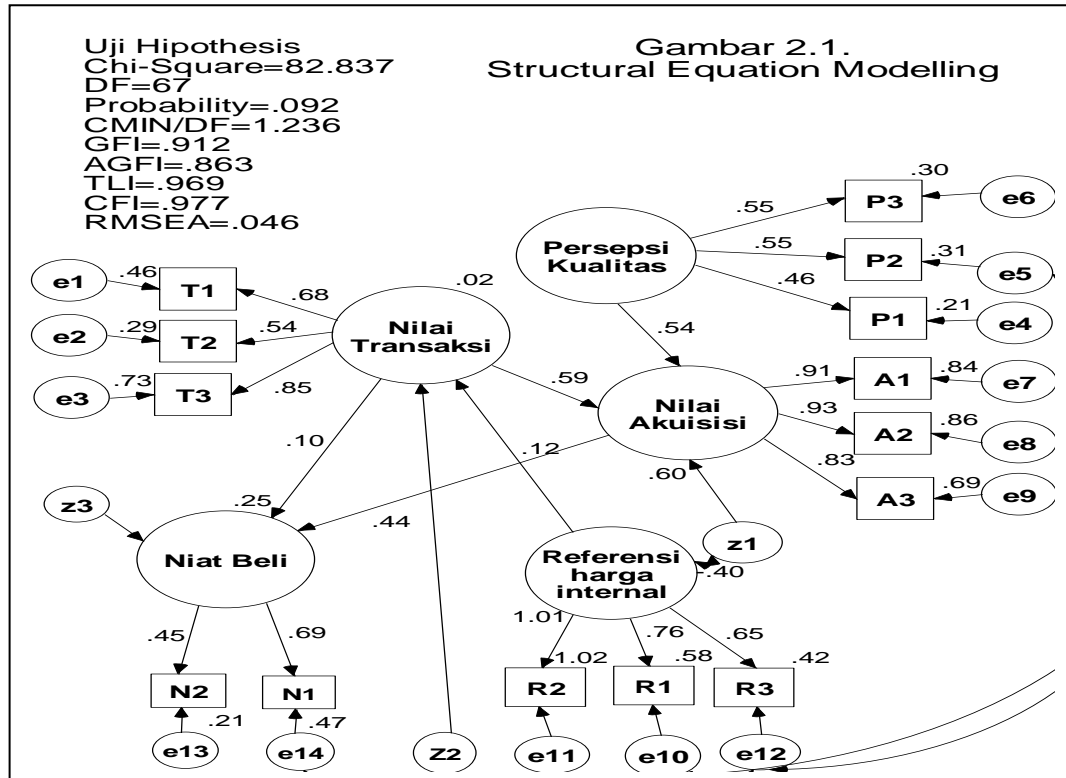 Uji Hipothesis
Chi-Square=82.837
DF=67
Probability=.092
CMIN/DF=1.236
GFI=.912
AGFI=.863
TLI=.969
CFI=.977
RMSEA=.046
Gambar 2.1.
Structural Equation Modelling
.30
P3
e6
.55
Persepsi
Kualitas
.55
P2
.31
e5
.46
P1
.21
e4
e1
.46
T1
.68
.02
e2
.29
T2
.54
Nilai
Transaksi
.54
e3
.73
T3
.85
.59
Nilai
Akuisisi
.91
A1
.84
e7
.93
A2
.86
e8
.83
A3
.69
e9
.10
.12
.60
z3
.25
.44
z1
Niat Beli
Referensi
harga
internal
-.40
.45
.69
1.01
.76
.65
N2
N1
1.02
R2
.58
R1
.42
R3
.21
.47
e13
e14
Z2
e11
e10
e12